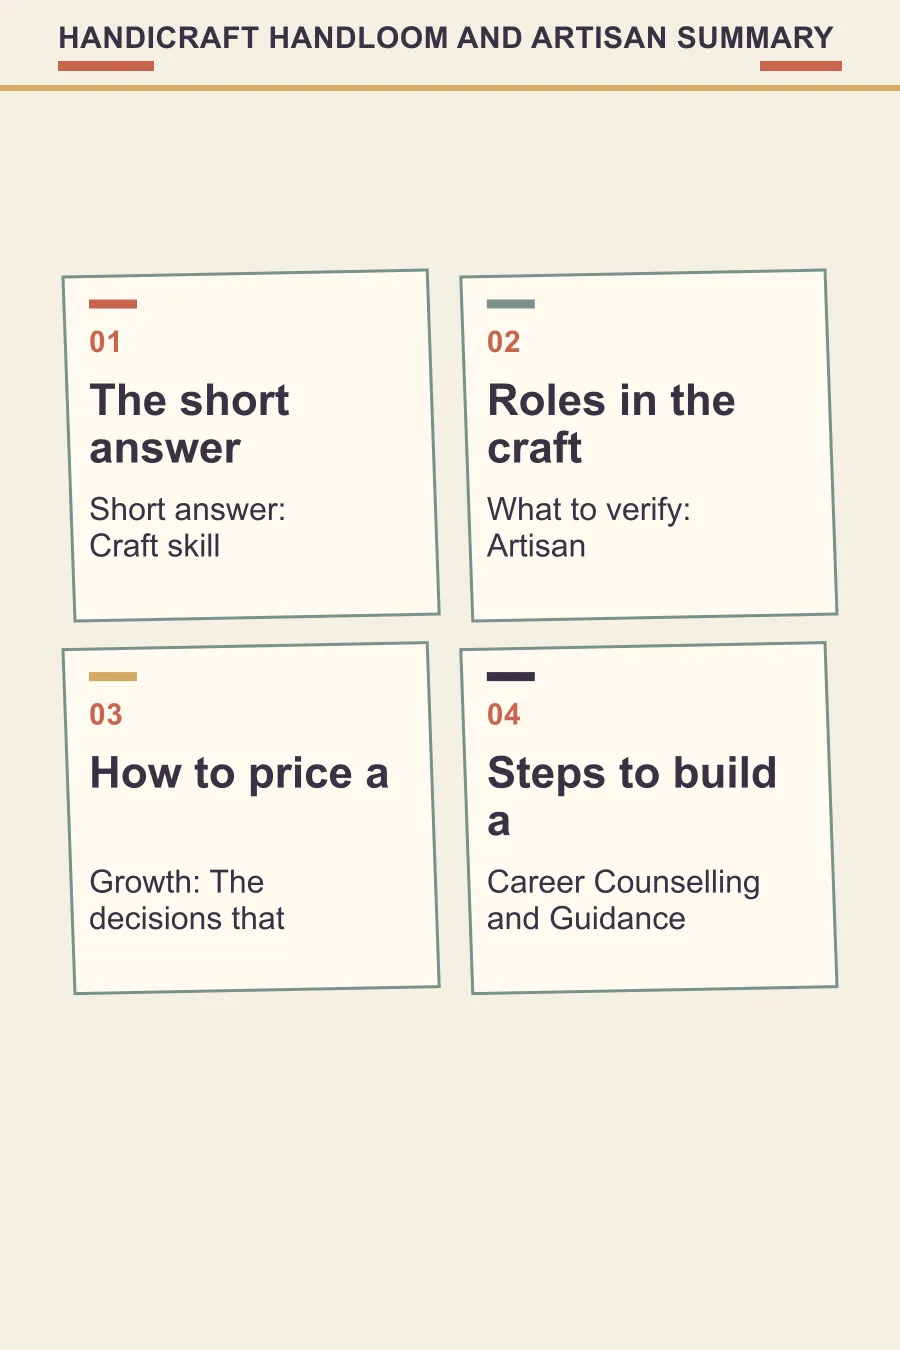 HANDICRAFT HANDLOOM AND ARTISAN SUMMARY
01
The short
answer
Short answer:
Craft skill
02
Roles in the
craft
What to verify:
Artisan
03
How to price a
Growth: The
decisions that
04
Steps to build
a
Career Counselling
and Guidance